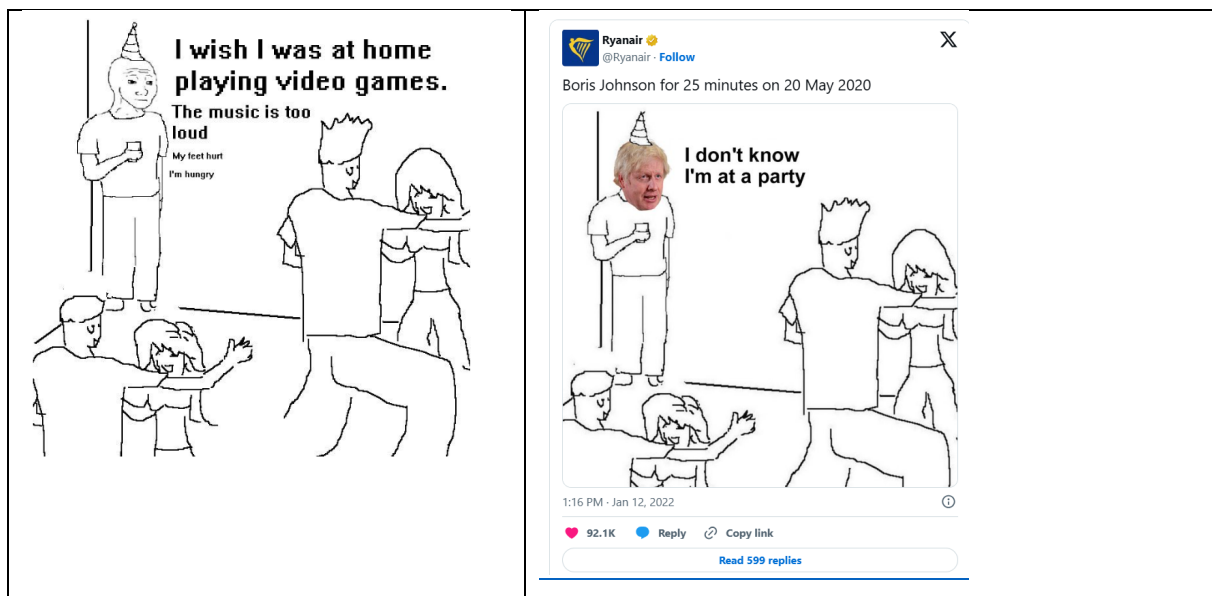 I wish I was at home
playing video games.
The music is too
loud
My feet hurt
I'm hungry
Ryanair
@Ryanair · Follow
Boris Johnson for 25 minutes on 20 May 2020
I don't know
I'm at a party
1:16 PM · Jan 12, 2022
92.1K Reply Copy link
Read 599 replies